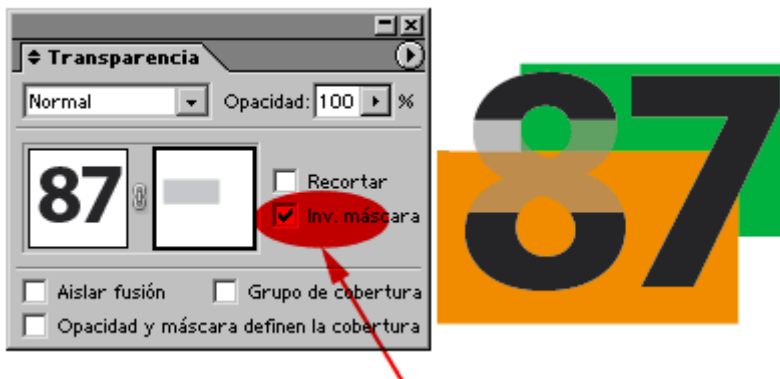 Transparencia
Normal Opacidad: 100 %
87
Recortar
Inv. máscara
Aislar fusión Grupo de cobertura
Opacidad y máscara definen la cobertura
87